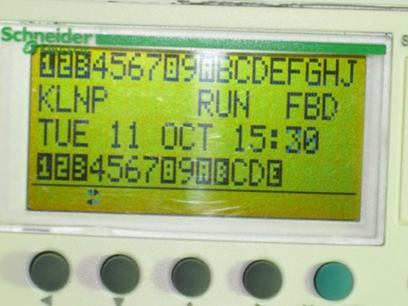 Schneider
123456789ABCDEFGHJ
KLNP RUN FBD
TUE 11 OCT 15:30
123456789ABCDE